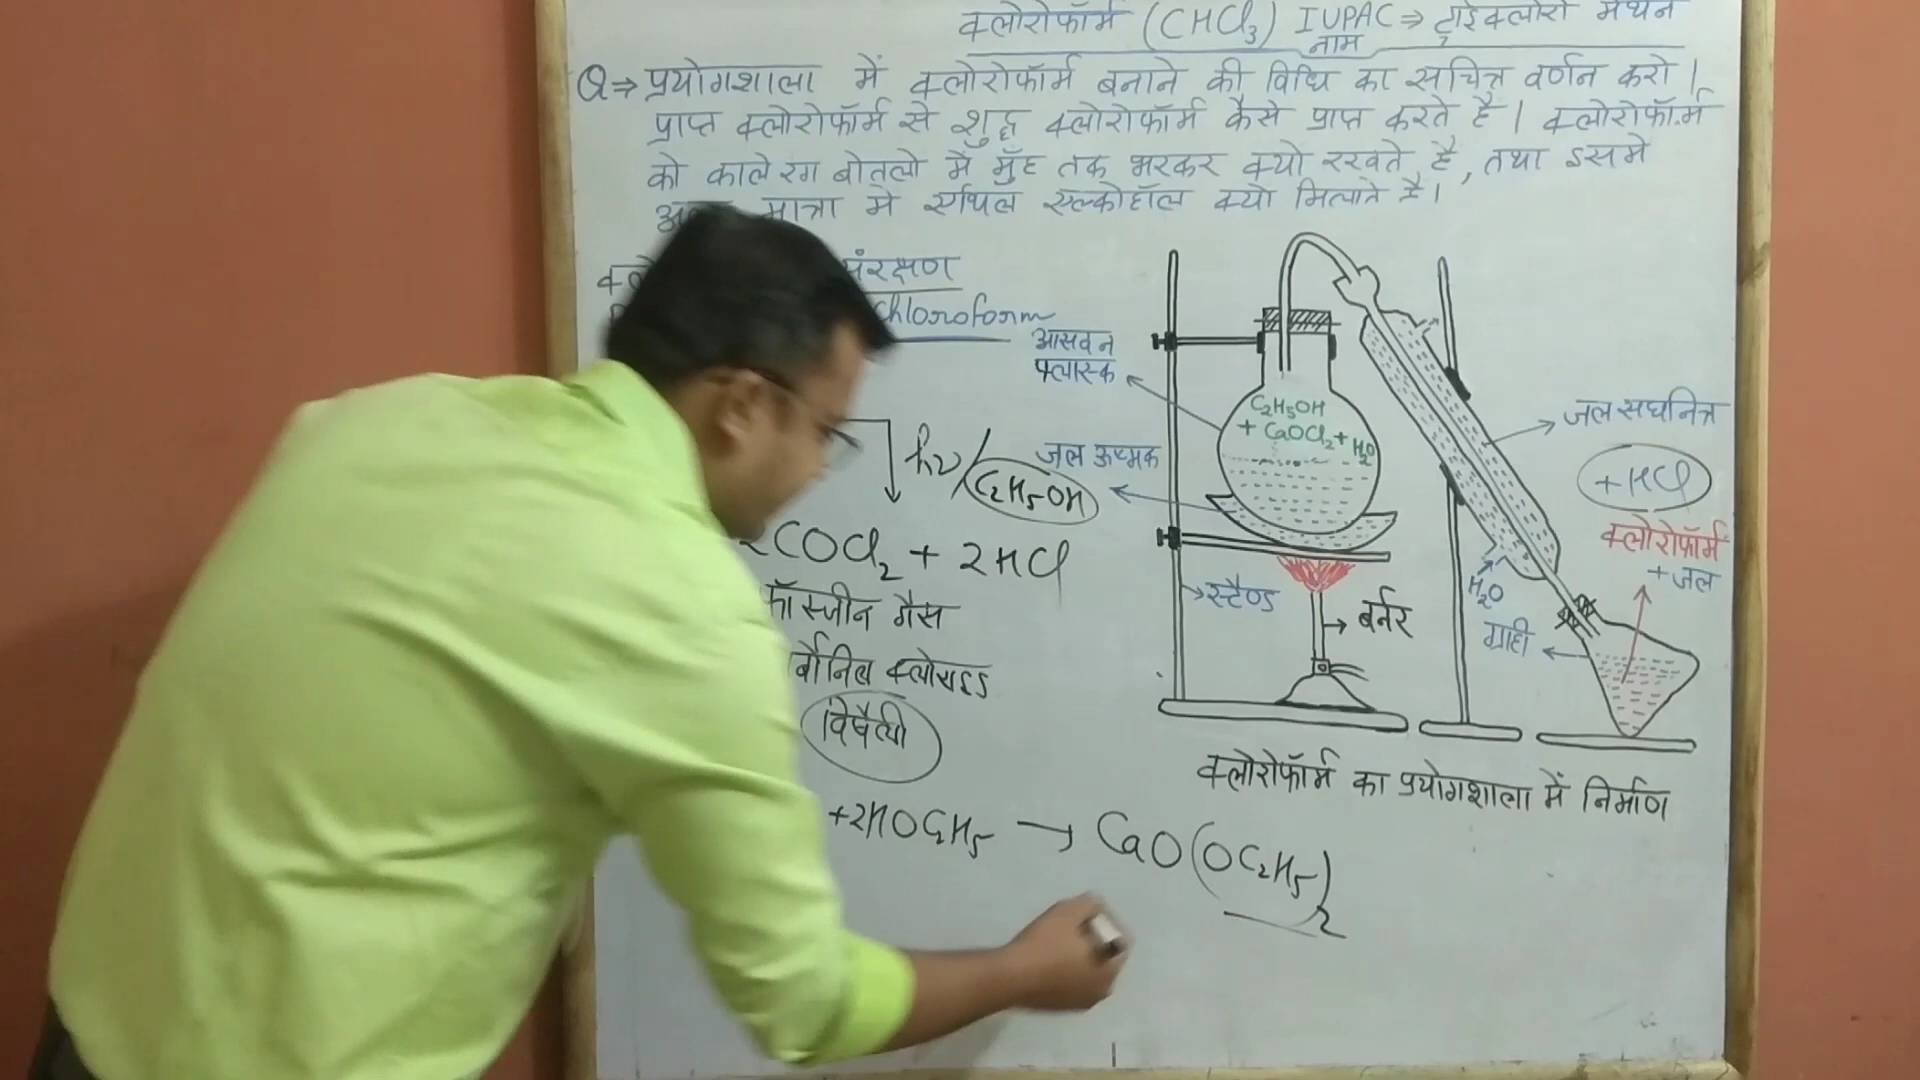 क्लोरोफॉर्म (CHCl₃) IUPAC ⇒ ट्राईक्लोरो मेथेन
नाम
Q⇒ प्रयोगशाला में क्लोरोफॉर्म बनाने की विधि का सचित्र वर्णन करो।
प्राप्त क्लोरोफॉर्म से शुद्ध क्लोरोफॉर्म कैसे प्राप्त करते है। क्लोरोफॉर्म
को काले रंग बोतलो में मुँह तक भरकर क्यो रखते है, तथा इसमे
मात्रा मे एथिल एल्कोहॉल क्यो मिलाते है।
संरक्षण
Chloroform
hν/C₂H₅OH
COCl₂ + 2HCl
फॉस्जीन गैस
र्बोनिल क्लोराइड
विषैली
+2HOC₂H₅ → CaO(OC₂H₅)₂
आसवन
फ्लास्क
C₂H₅OH
+ CaOCl₂ + H₂O
जल ऊष्मक
स्टैण्ड
बर्नर
जल संघनित्र
+HCl
क्लोरोफॉर्म
+जल
H₂O
ग्राही
क्लोरोफॉर्म का प्रयोगशाला में निर्माण